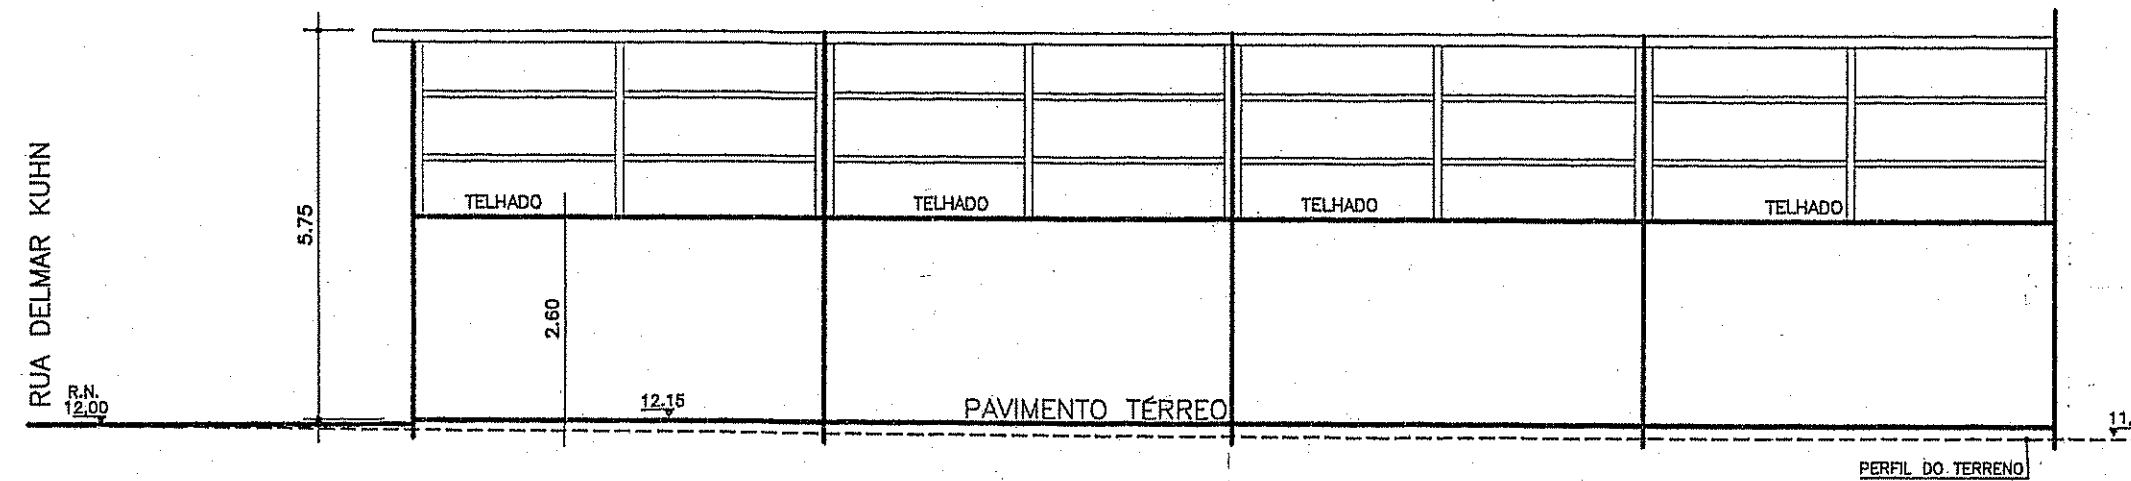 RUA DELMAR KUHN
R.N.
12,00
5.75
TELHADO
TELHADO
TELHADO
TELHADO
2.60
12.15
PAVIMENTO TÉRREO
11,
PERFIL DO TERRENO